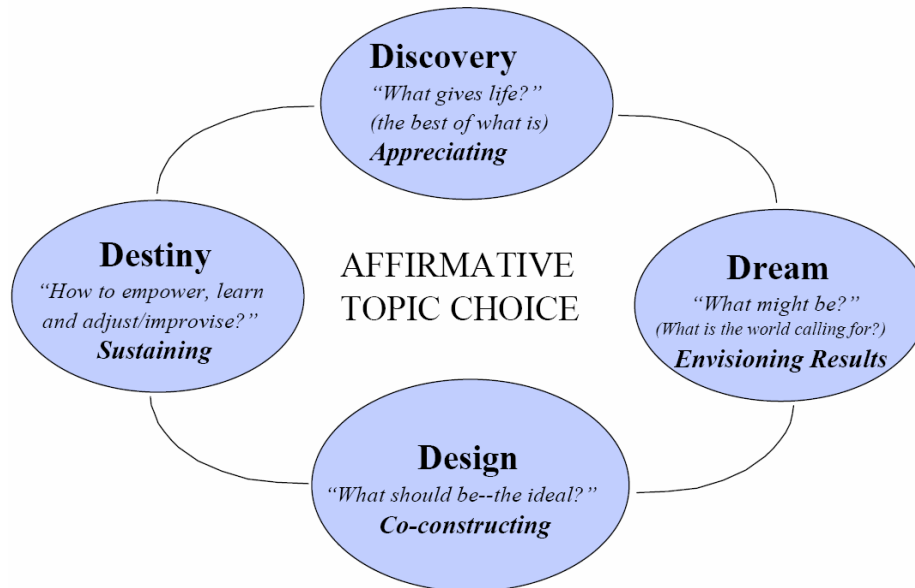 Discovery
“What gives life?”
(the best of what is)
Appreciating
Destiny
“How to empower, learn
and adjust/improvise?”
Sustaining
AFFIRMATIVE
TOPIC CHOICE
Dream
“What might be?”
(What is the world calling for?)
Envisioning Results
Design
“What should be--the ideal?”
Co-constructing